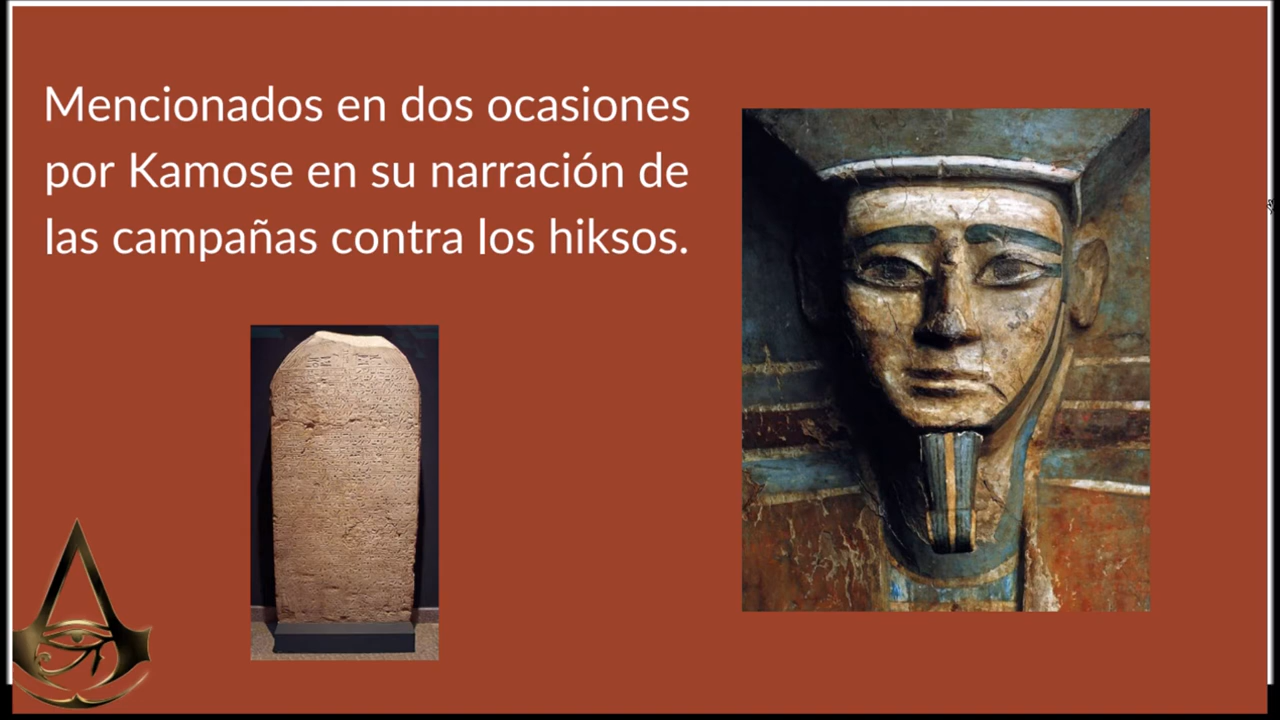 Mencionados en dos ocasiones
por Kamose en su narración de
las campañas contra los hiksos.